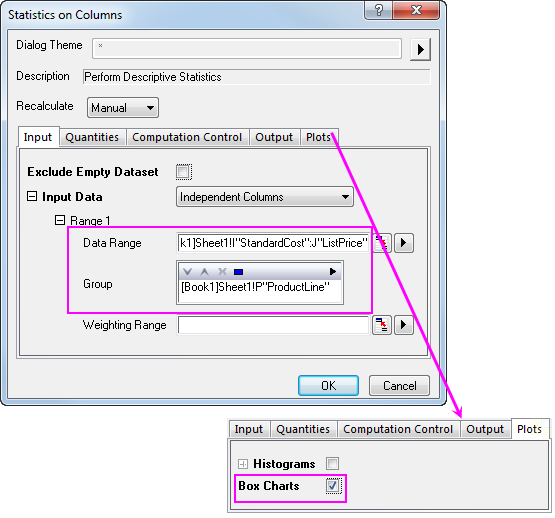 Statistics on Columns
?
Dialog Theme *
Description Perform Descriptive Statistics
Recalculate Manual
Input Quantities Computation Control Output Plots
Exclude Empty Dataset
Input Data Independent Columns
Range 1
Data Range k1]Sheet1!I"StandardCost":J"ListPrice"
Group
[Book1]Sheet1!P"ProductLine"
Weighting Range
OK Cancel
Input Quantities Computation Control Output Plots
Histograms
Box Charts